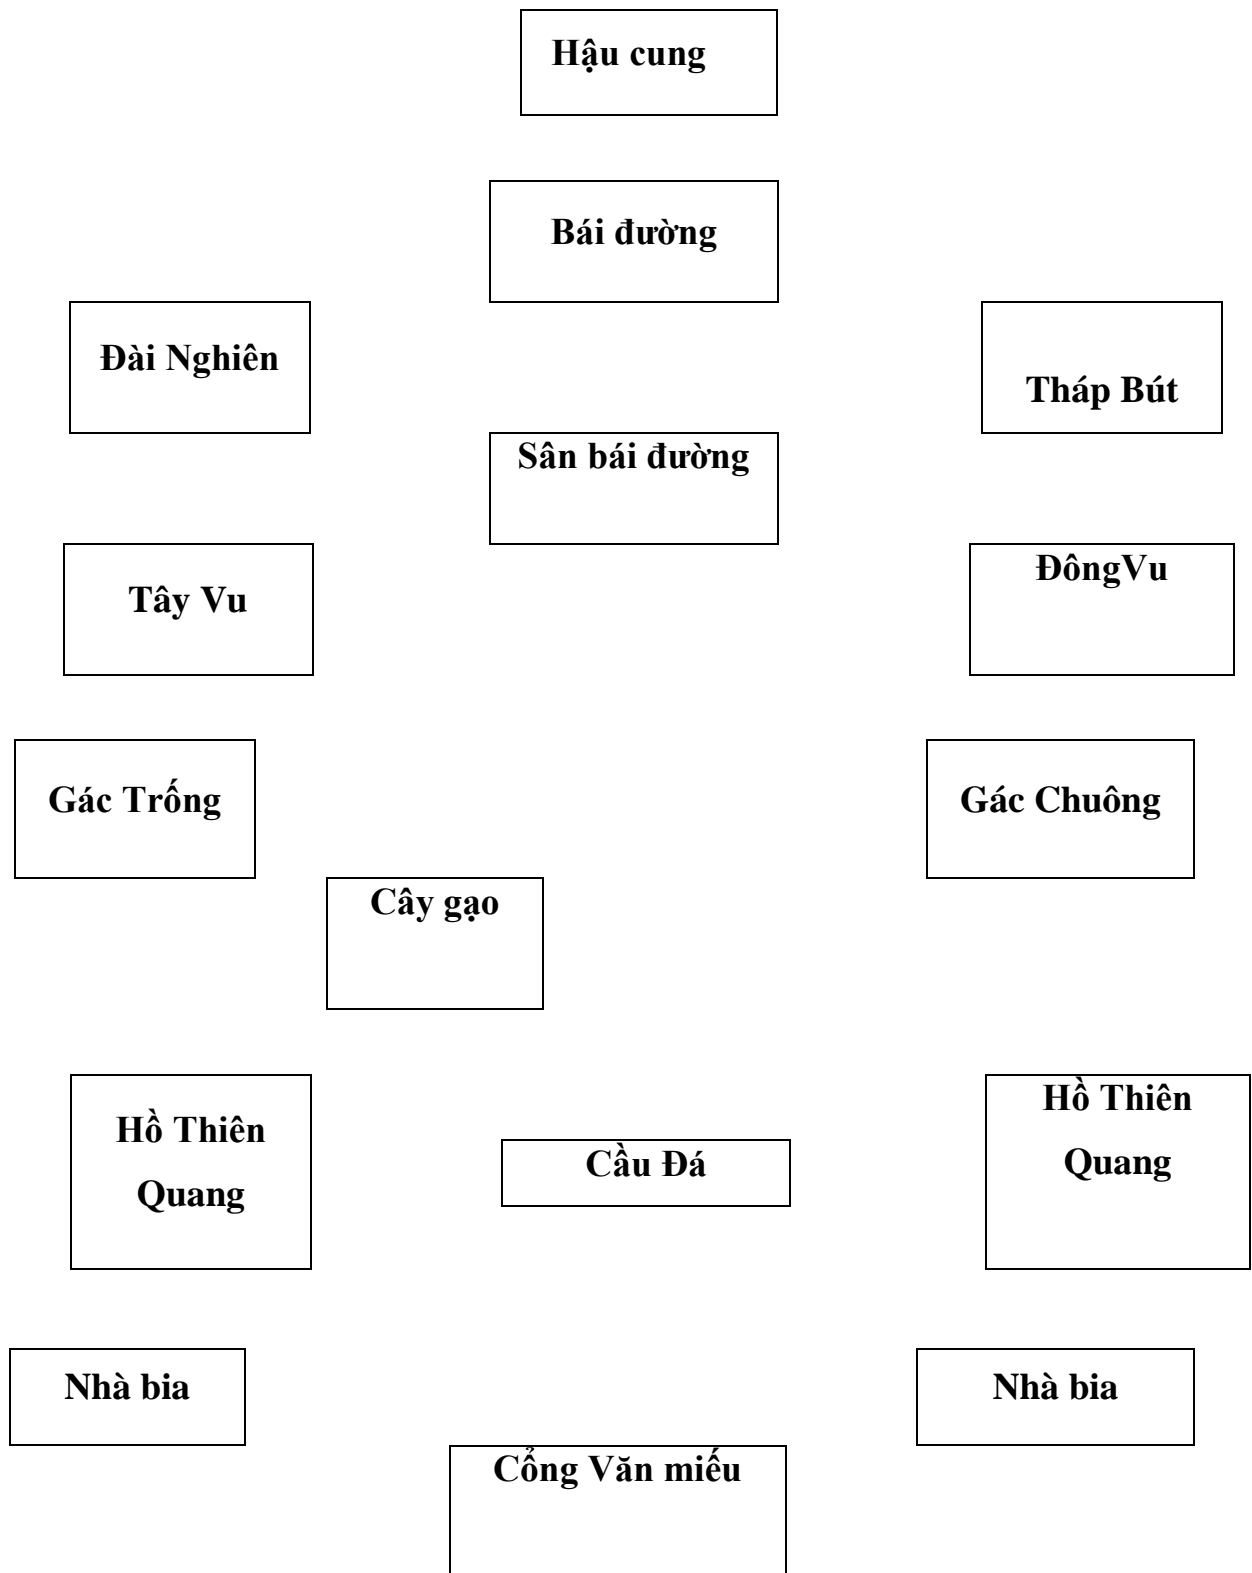 Hậu cung
Bái đường
Đài Nghiên
Tháp Bút
Sân bái đường
Tây Vu
ĐôngVu
Gác Trống
Gác Chuông
Cây gạo
Hồ Thiên
Quang
Cầu Đá
Hồ Thiên
Quang
Nhà bia
Nhà bia
Cổng Văn miếu